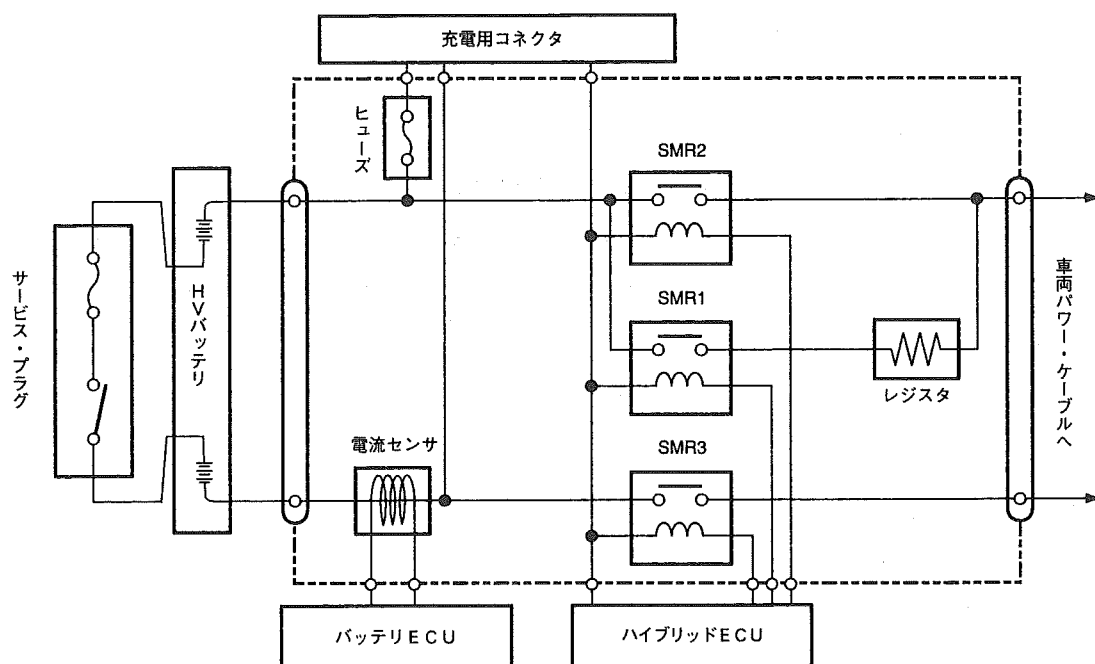 充電用コネクタ
ヒューズ
SMR2
サービス・プラグ
HVバッテリ
SMR1
車両パワー・ケーブルへ
レジスタ
電流センサ
SMR3
バッテリECU
ハイブリッドECU